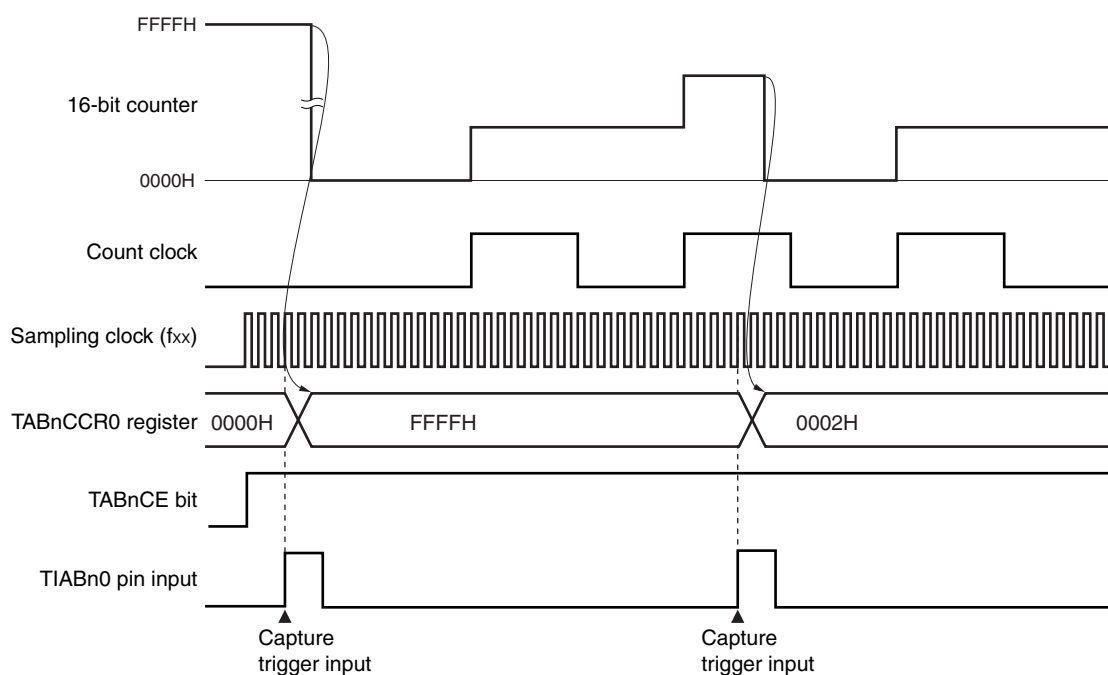 FFFFH
16-bit counter
0000H
Count clock
Sampling clock (fxx)
TABnCCR0 register
0000H
FFFFH
0002H
TABnCE bit
TIABn0 pin input
Capture
trigger input
Capture
trigger input